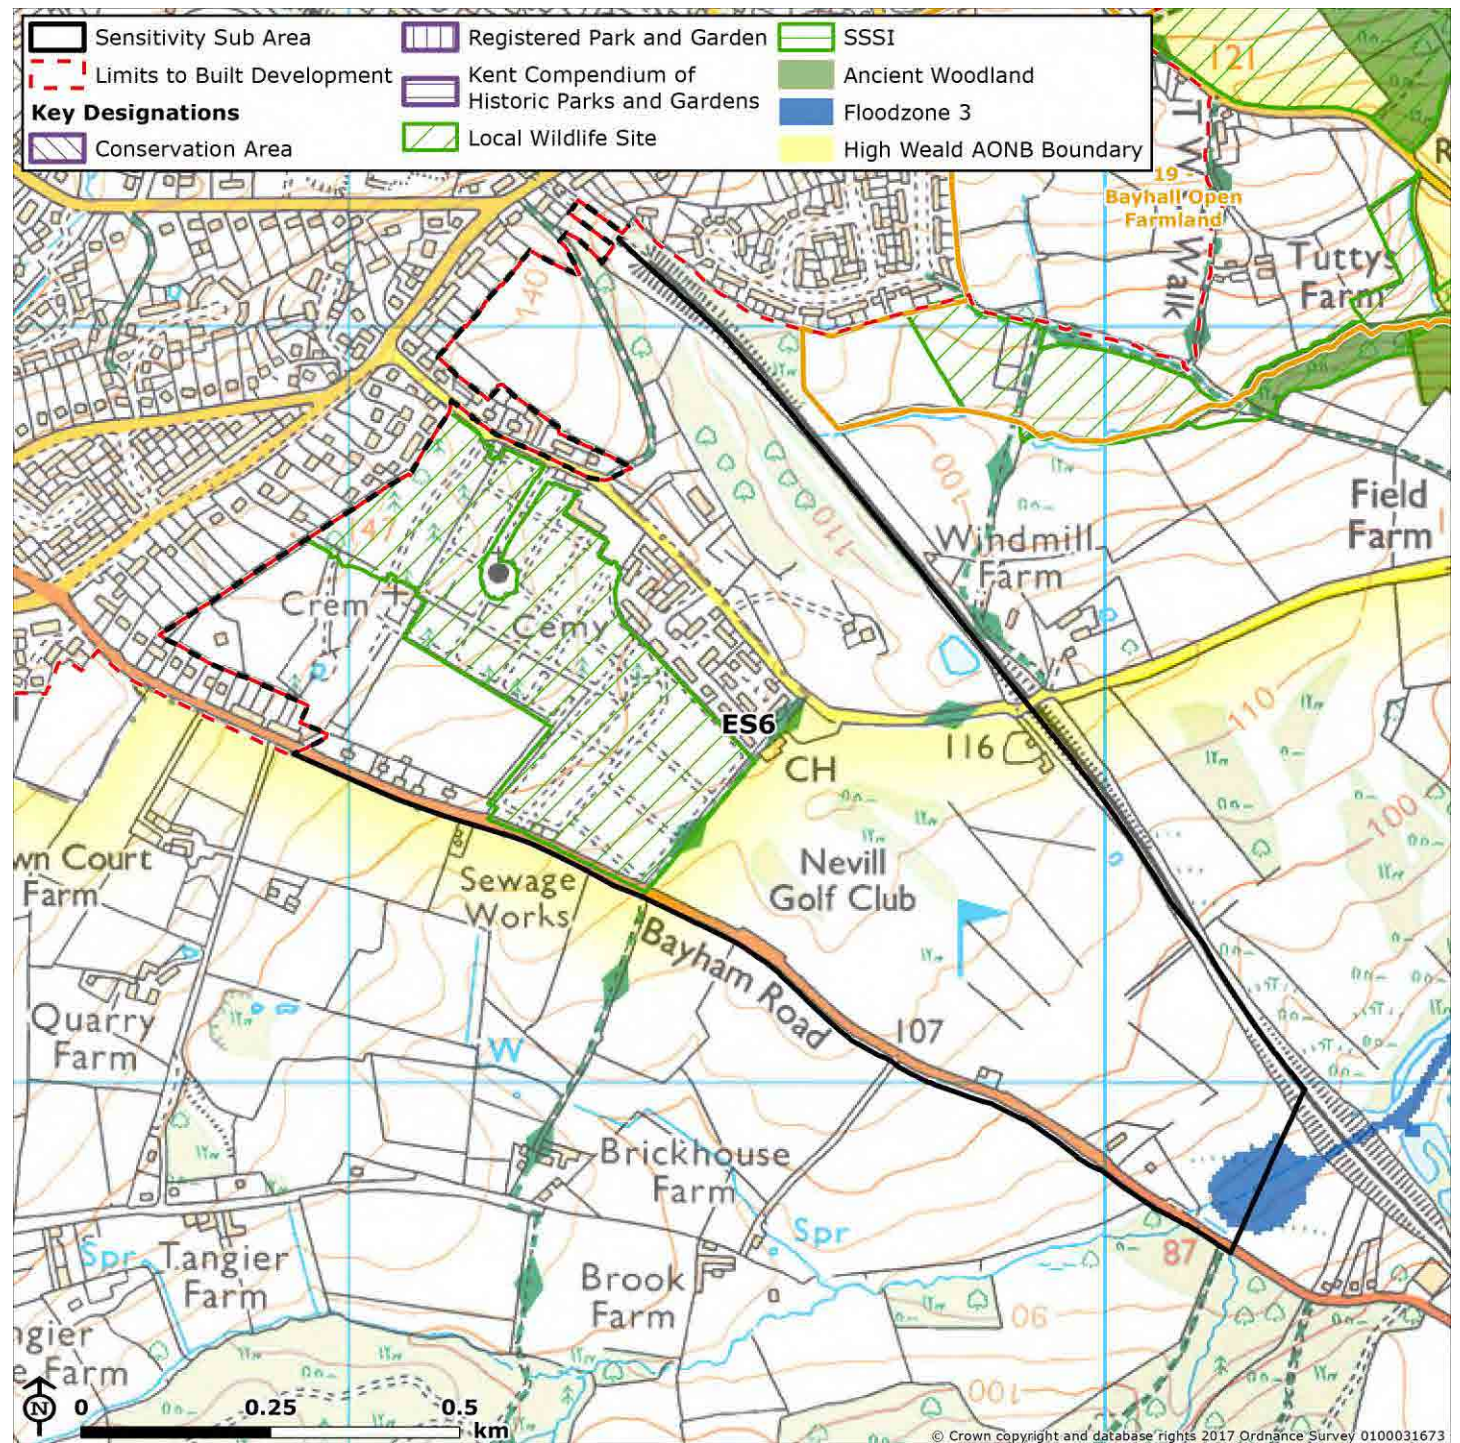 Sensitivity Sub Area
Limits to Built Development
Key Designations
Conservation Area
Registered Park and Garden
Kent Compendium of
Historic Parks and Gardens
Local Wildlife Site
SSSI
Ancient Woodland
Floodzone 3
High Weald AONB Boundary
121
R
T W Walk
19 -
Bayhall Open
Farmland
Tuttys
Farm
140
100
110
Field
Farm
Windmill
Farm
147
Crem
Cemy
ES6
CH
116
110
100
Nevill
Golf Club
wn Court
Farm
Sewage
Works
Bayham Road
Quarry
Farm
W
107
Brickhouse
Farm
Spr
87
Spr
Tangier
Farm
Brook
Farm
90
ngier
e Farm
100
N
0 0.25 0.5
km
© Crown copyright and database rights 2017 Ordnance Survey 0100031673